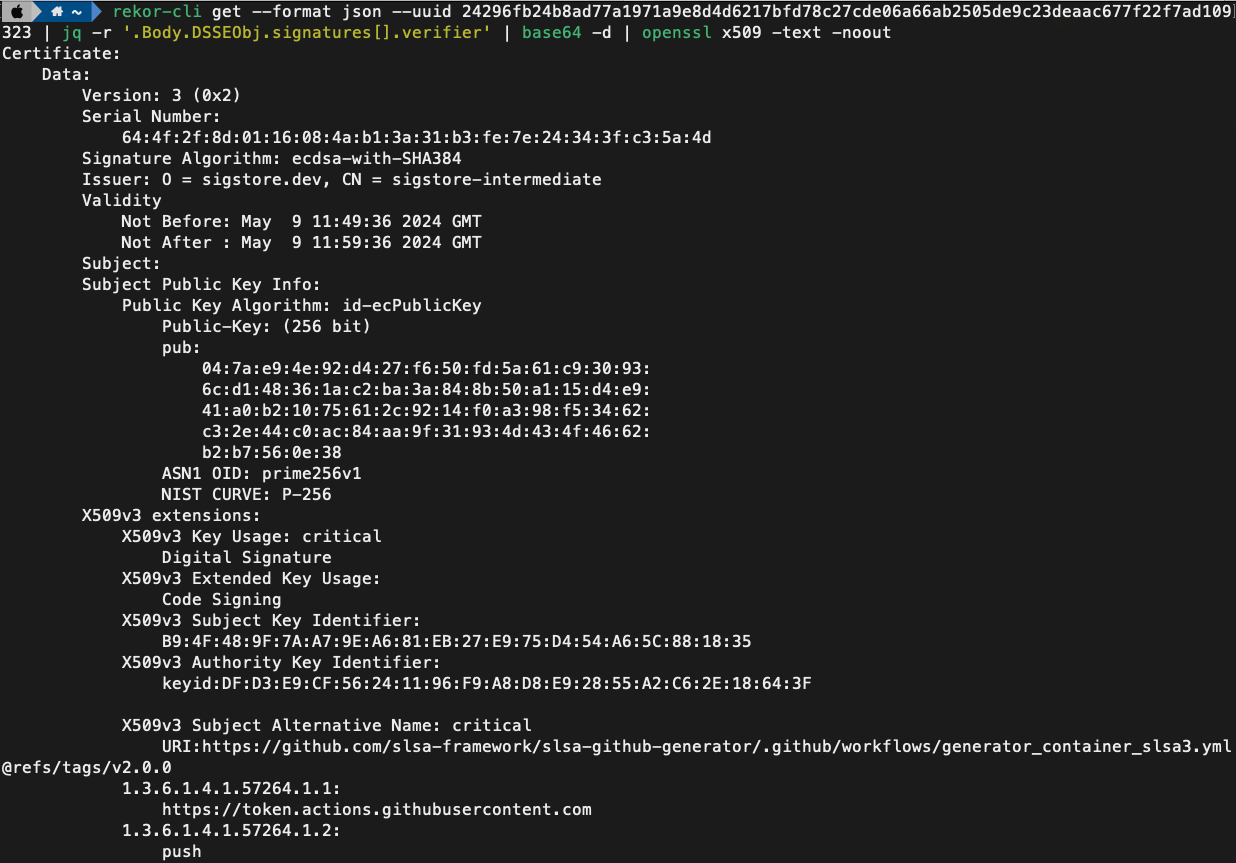 ~ rekor-cli get --format json --uuid 24296fb24b8ad77a1971a9e8d4d6217bfd78c27cde06a66ab2505de9c23deaac677f22f7ad109
323 | jq -r '.Body.DSSEObj.signatures[].verifier' | base64 -d | openssl x509 -text -noout
Certificate:
Data:
Version: 3 (0x2)
Serial Number:
64:4f:2f:8d:01:16:08:4a:b1:3a:31:b3:fe:7e:24:34:3f:c3:5a:4d
Signature Algorithm: ecdsa-with-SHA384
Issuer: O = sigstore.dev, CN = sigstore-intermediate
Validity
Not Before: May  9 11:49:36 2024 GMT
Not After : May  9 11:59:36 2024 GMT
Subject:
Subject Public Key Info:
Public Key Algorithm: id-ecPublicKey
Public-Key: (256 bit)
pub:
04:7a:e9:4e:92:d4:27:f6:50:fd:5a:61:c9:30:93:
6c:d1:48:36:1a:c2:ba:3a:84:8b:50:a1:15:d4:e9:
41:a0:b2:10:75:61:2c:92:14:f0:a3:98:f5:34:62:
c3:2e:44:c0:ac:84:aa:9f:31:93:4d:43:4f:46:62:
b2:b7:56:0e:38
ASN1 OID: prime256v1
NIST CURVE: P-256
X509v3 extensions:
X509v3 Key Usage: critical
Digital Signature
X509v3 Extended Key Usage:
Code Signing
X509v3 Subject Key Identifier:
B9:4F:48:9F:7A:A7:9E:A6:81:EB:27:E9:75:D4:54:A6:5C:88:18:35
X509v3 Authority Key Identifier:
keyid:DF:D3:E9:CF:56:24:11:96:F9:A8:D8:E9:28:55:A2:C6:2E:18:64:3F
X509v3 Subject Alternative Name: critical
URI:https://github.com/slsa-framework/slsa-github-generator/.github/workflows/generator_container_slsa3.yml
@refs/tags/v2.0.0
1.3.6.1.4.1.57264.1.1:
https://token.actions.githubusercontent.com
1.3.6.1.4.1.57264.1.2:
push